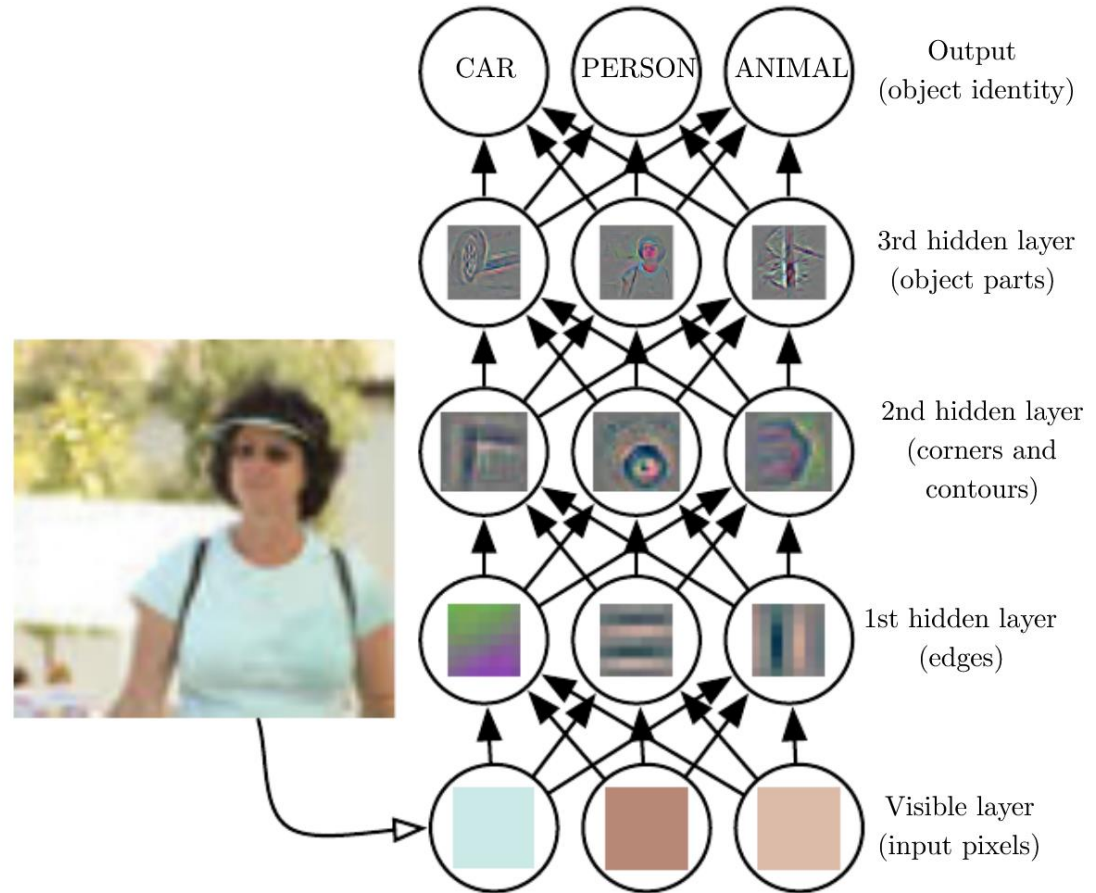 CAR
PERSON
ANIMAL
Output
(object identity)
3rd hidden layer
(object parts)
2nd hidden layer
(corners and
contours)
1st hidden layer
(edges)
Visible layer
(input pixels)